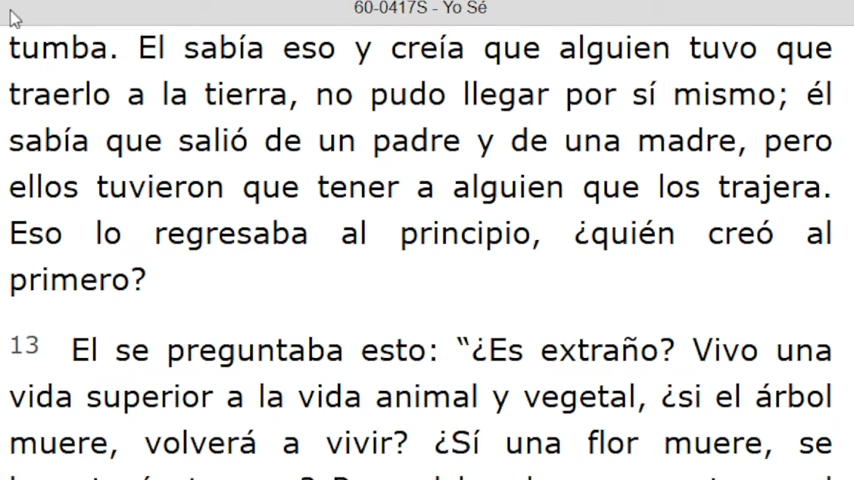 60-0417S - Yo Sé
tumba. El sabía eso y creía que alguien tuvo que
traerlo a la tierra, no pudo llegar por sí mismo; él
sabía que salió de un padre y de una madre, pero
ellos tuvieron que tener a alguien que los trajera.
Eso lo regresaba al principio, ¿quién creó al
primero?
13 El se preguntaba esto: “¿Es extraño? Vivo una
vida superior a la vida animal y vegetal, ¿si el árbol
muere, volverá a vivir? ¿Sí una flor muere, se